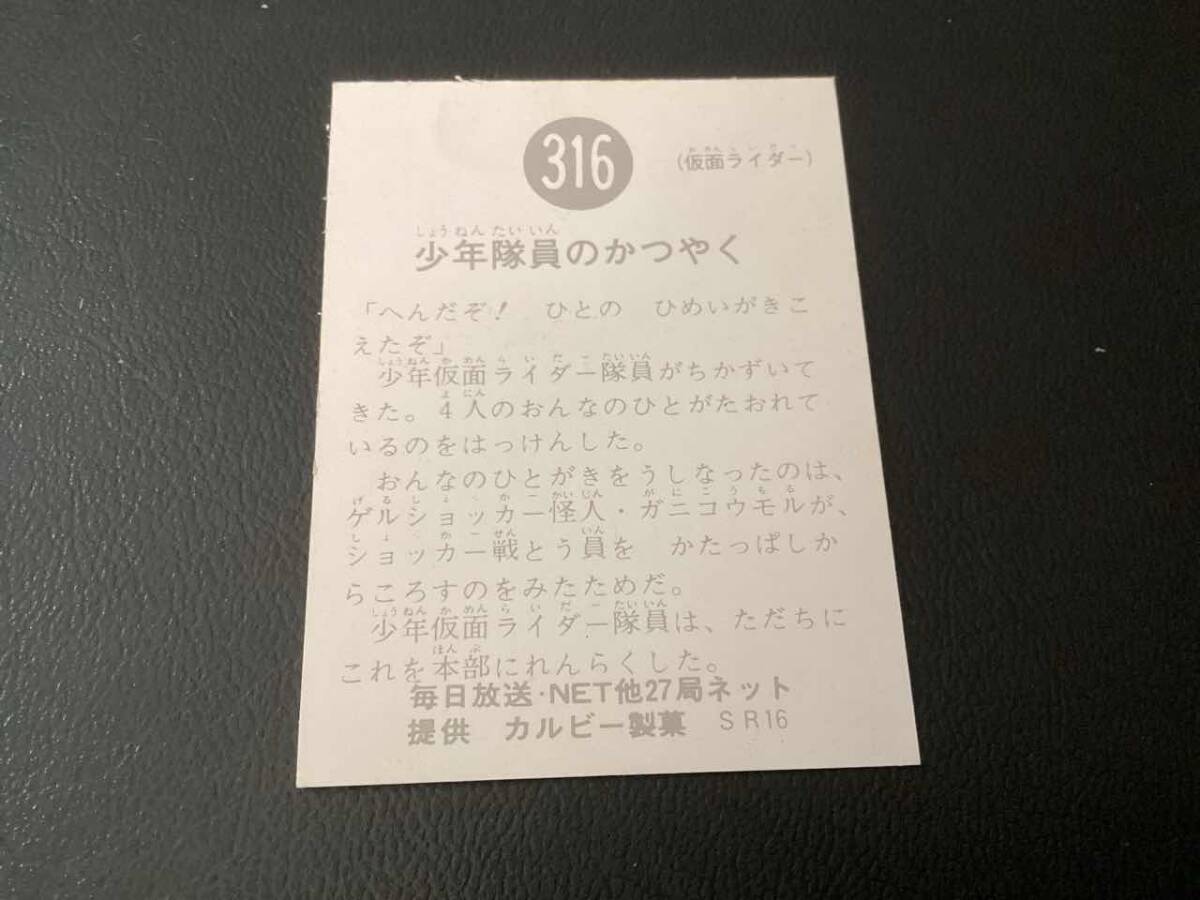 316
(仮面ライダー)
少年隊員のかつやく
「へんだぞ！　ひとの　ひめいがきこ
えたぞ」
少年仮面ライダー隊員がちかずいて
きた。4人のおんなのひとがたおれて
いるのをはっけんした。
おんなのひとがきをうしなったのは、
ゲルショッカー怪人・ガニコウモルが、
ショッカー戦とう員を　かたっぱしか
らころすのをみたためだ。
少年仮面ライダー隊員は、ただちに
これを本部にれんらくした。
毎日放送・NET他27局ネット
提供　カルビー製菓　SR16